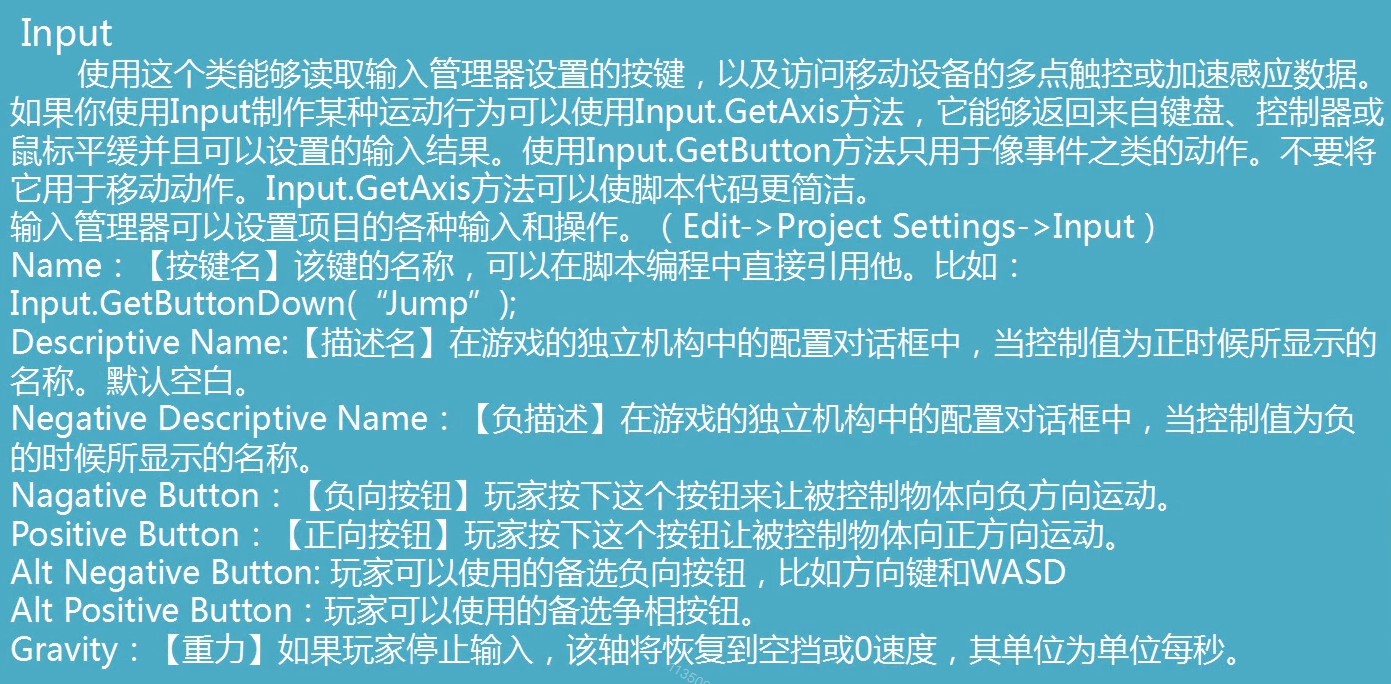 Input
使用这个类能够读取输入管理器设置的按键，以及访问移动设备的多点触控或加速感应数据。
如果你使用Input制作某种运动行为可以使用Input.GetAxis方法，它能够返回来自键盘、控制器或
鼠标平缓并且可以设置的输入结果。使用Input.GetButton方法只用于像事件之类的动作。不要将
它用于移动动作。Input.GetAxis方法可以使脚本代码更简洁。
输入管理器可以设置项目的各种输入和操作。（Edit->Project Settings->Input）
Name：【按键名】该键的名称，可以在脚本编程中直接引用他。比如：
Input.GetButtonDown(“Jump”);
Descriptive Name:【描述名】在游戏的独立机构中的配置对话框中，当控制值为正时候所显示的
名称。默认空白。
Negative Descriptive Name：【负描述】在游戏的独立机构中的配置对话框中，当控制值为负
的时候所显示的名称。
Nagative Button：【负向按钮】玩家按下这个按钮来让被控制物体向负方向运动。
Positive Button：【正向按钮】玩家按下这个按钮让被控制物体向正方向运动。
Alt Negative Button: 玩家可以使用的备选负向按钮，比如方向键和WASD
Alt Positive Button：玩家可以使用的备选争相按钮。
Gravity：【重力】如果玩家停止输入，该轴将恢复到空挡或0速度，其单位为单位每秒。